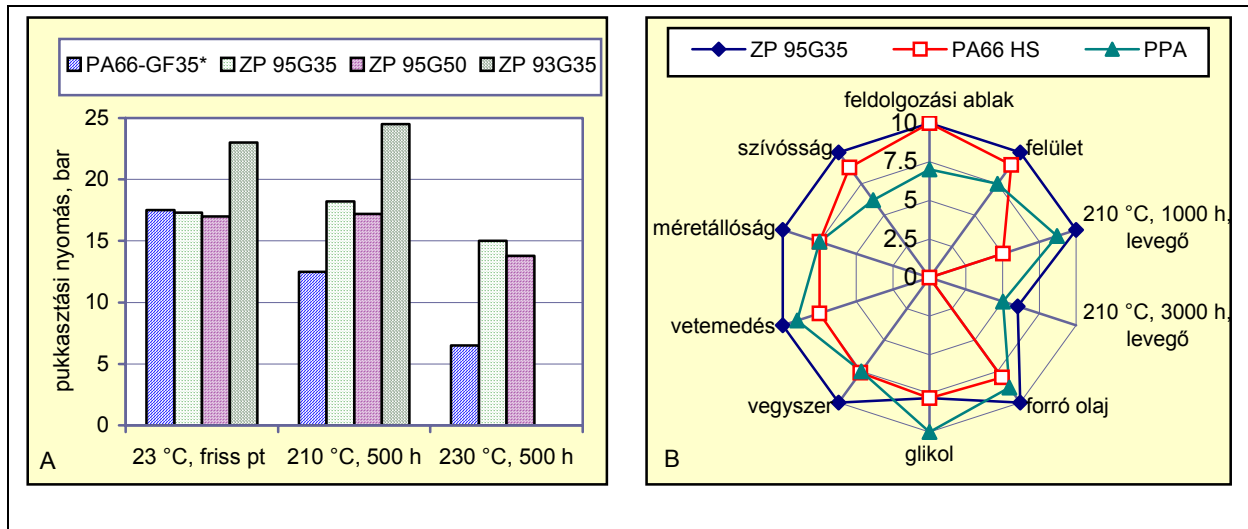 PA66-GF35* ZP 95G35 ZP 95G50 ZP 93G35
pukkasztási nyomás, bar
25
20
15
10
5
0
23 °C, friss pt 210 °C, 500 h 230 °C, 500 h
A
ZP 95G35 PA66 HS PPA
feldolgozási ablak
felület
210 °C, 1000 h,
levegő
210 °C, 3000 h,
levegő
forró olaj
glikol
vegyszer
vetemedés
méretállóság
szívósság
10
7.5
5
2.5
0
B